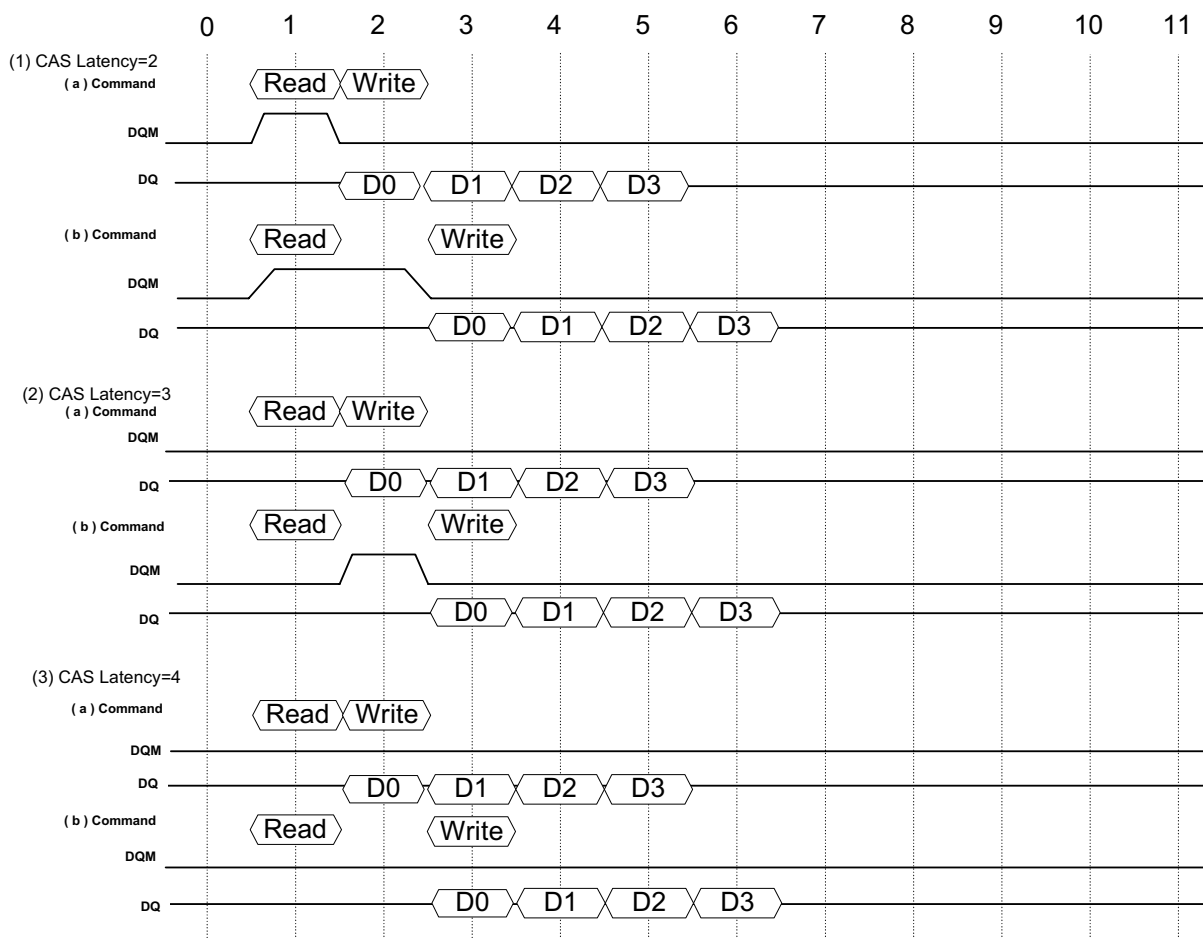 0 1 2 3 4 5 6 7 8 9 10 11
(1) CAS Latency=2
( a ) Command Read Write
DQM
DQ D0 D1 D2 D3
( b ) Command Read Write
DQM
DQ D0 D1 D2 D3
(2) CAS Latency=3
( a ) Command Read Write
DQM
DQ D0 D1 D2 D3
( b ) Command Read Write
DQM
DQ D0 D1 D2 D3
(3) CAS Latency=4
( a ) Command Read Write
DQM
DQ D0 D1 D2 D3
( b ) Command Read Write
DQM
DQ D0 D1 D2 D3